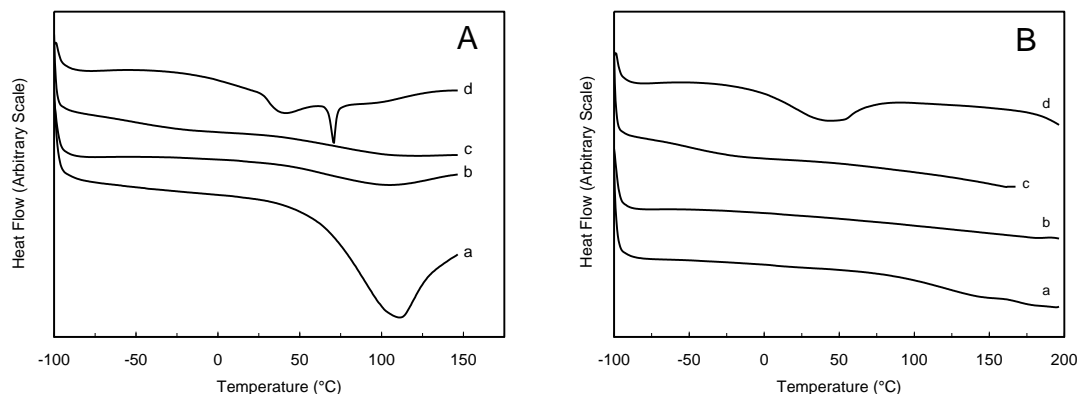 A
Heat Flow (Arbitrary Scale)
d
c
b
a
-100 -50 0 50 100 150
Temperature (°C)
B
Heat Flow (Arbitrary Scale)
d
c
b
a
-100 -50 0 50 100 150 200
Temperature (°C)